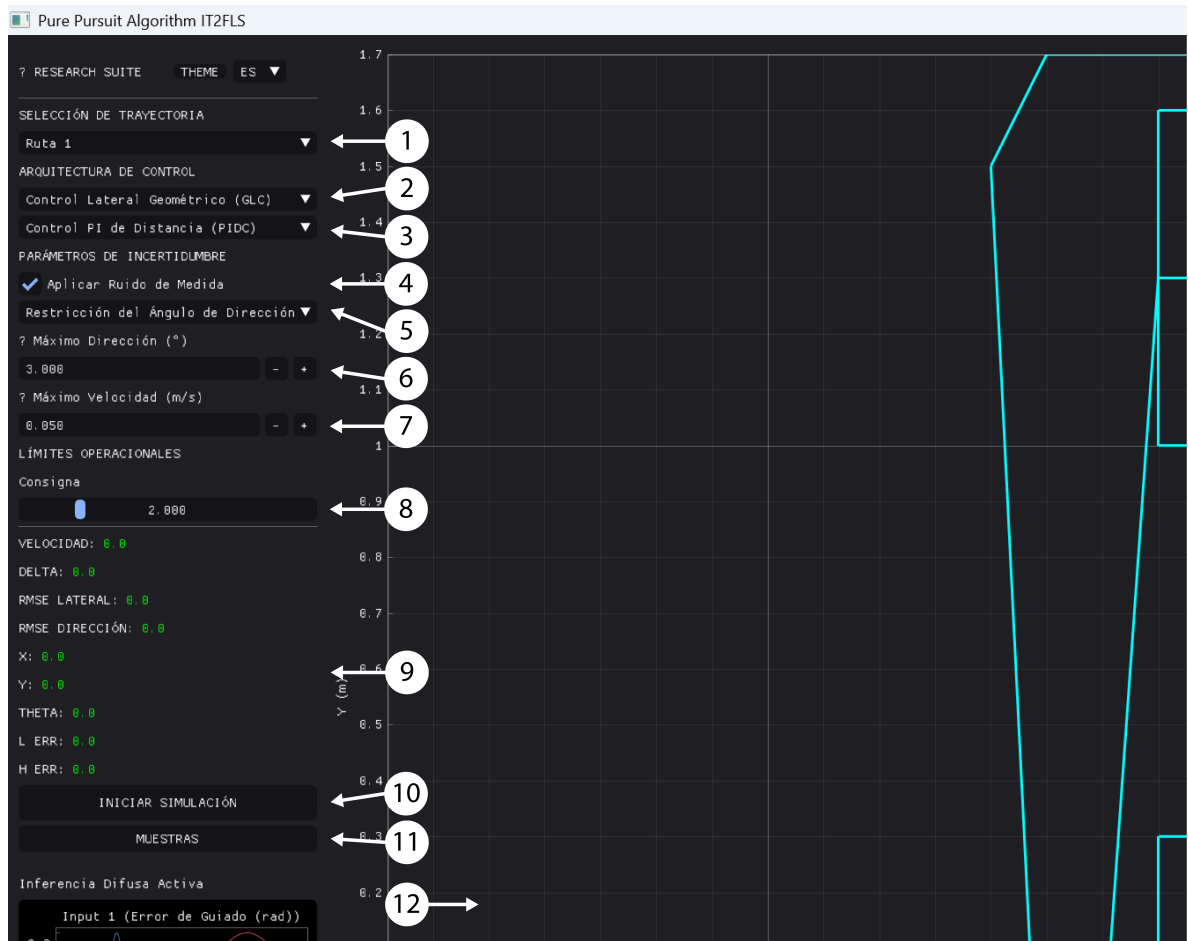 Pure Pursuit Algorithm IT2FLS
? RESEARCH SUITE THEME ES ▼
SELECCIóN DE TRAYECTORIA
Ruta 1 ▼
ARQUITECTURA DE CONTROL
Control Lateral Geométrico (GLC) ▼
Control PI de Distancia (PIDC) ▼
PARÁMETROS DE INCERTIDUMBRE
Aplicar Ruido de Medida
Restricción del Ángulo de Dirección ▼
? Máximo Dirección (°)
3.000 - +
? Máximo Velocidad (m/s)
0.050 - +
LÍMITES OPERACIONALES
Consigna
2.000
VELOCIDAD: 0.0
DELTA: 0.0
RMSE LATERAL: 0.0
RMSE DIRECCIóN: 0.0
X: 0.0
Y: 0.0
THETA: 0.0
L ERR: 0.0
H ERR: 0.0
INICIAR SIMULACIóN
MUESTRAS
Inferencia Difusa Activa
Input 1 (Error de Guiado (rad))
1.7
1.6
1.5
1.4
1.3
1.2
1.1
1
0.9
0.8
0.7
0.6
0.5
0.4
0.3
0.2
Y (m)
1
2
3
4
5
6
7
8
9
10
11
12